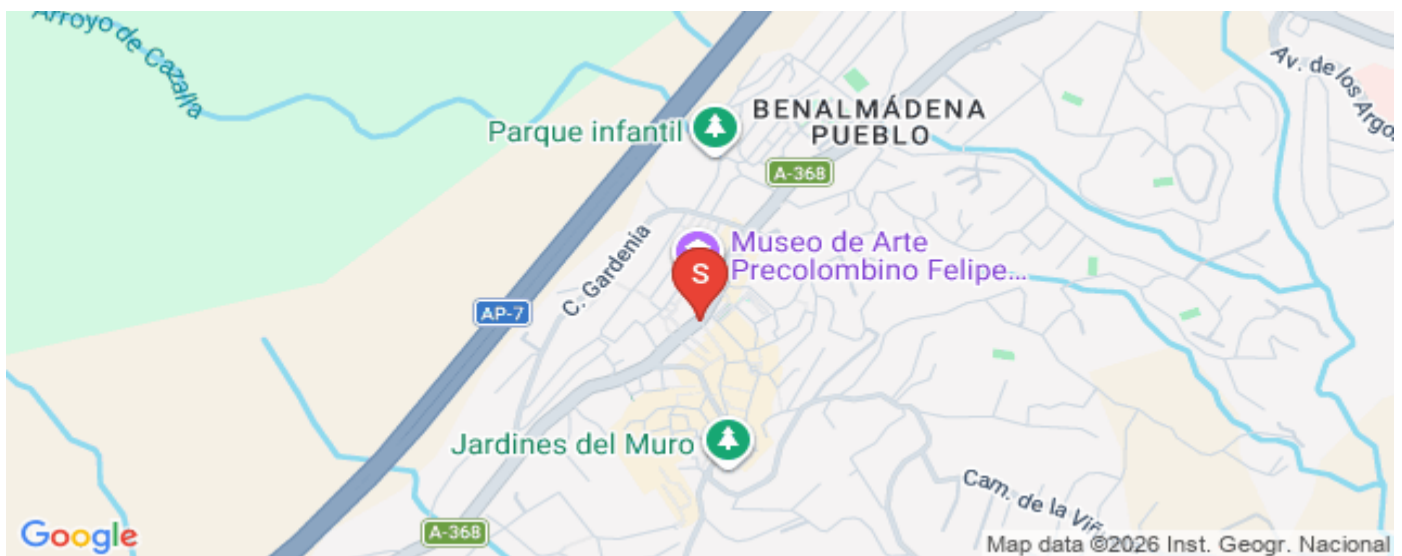 Arroyo de Cazalla
Parque infantil
BENALMÁDENA
PUEBLO
Av. de los Argo
A-368
Museo de Arte
Precolombino Felipe...
C. Gardenia
S
AP-7
Jardines del Muro
Cam. de la Viñ
A-368
Google
Map data ©2026 Inst. Geogr. Nacional